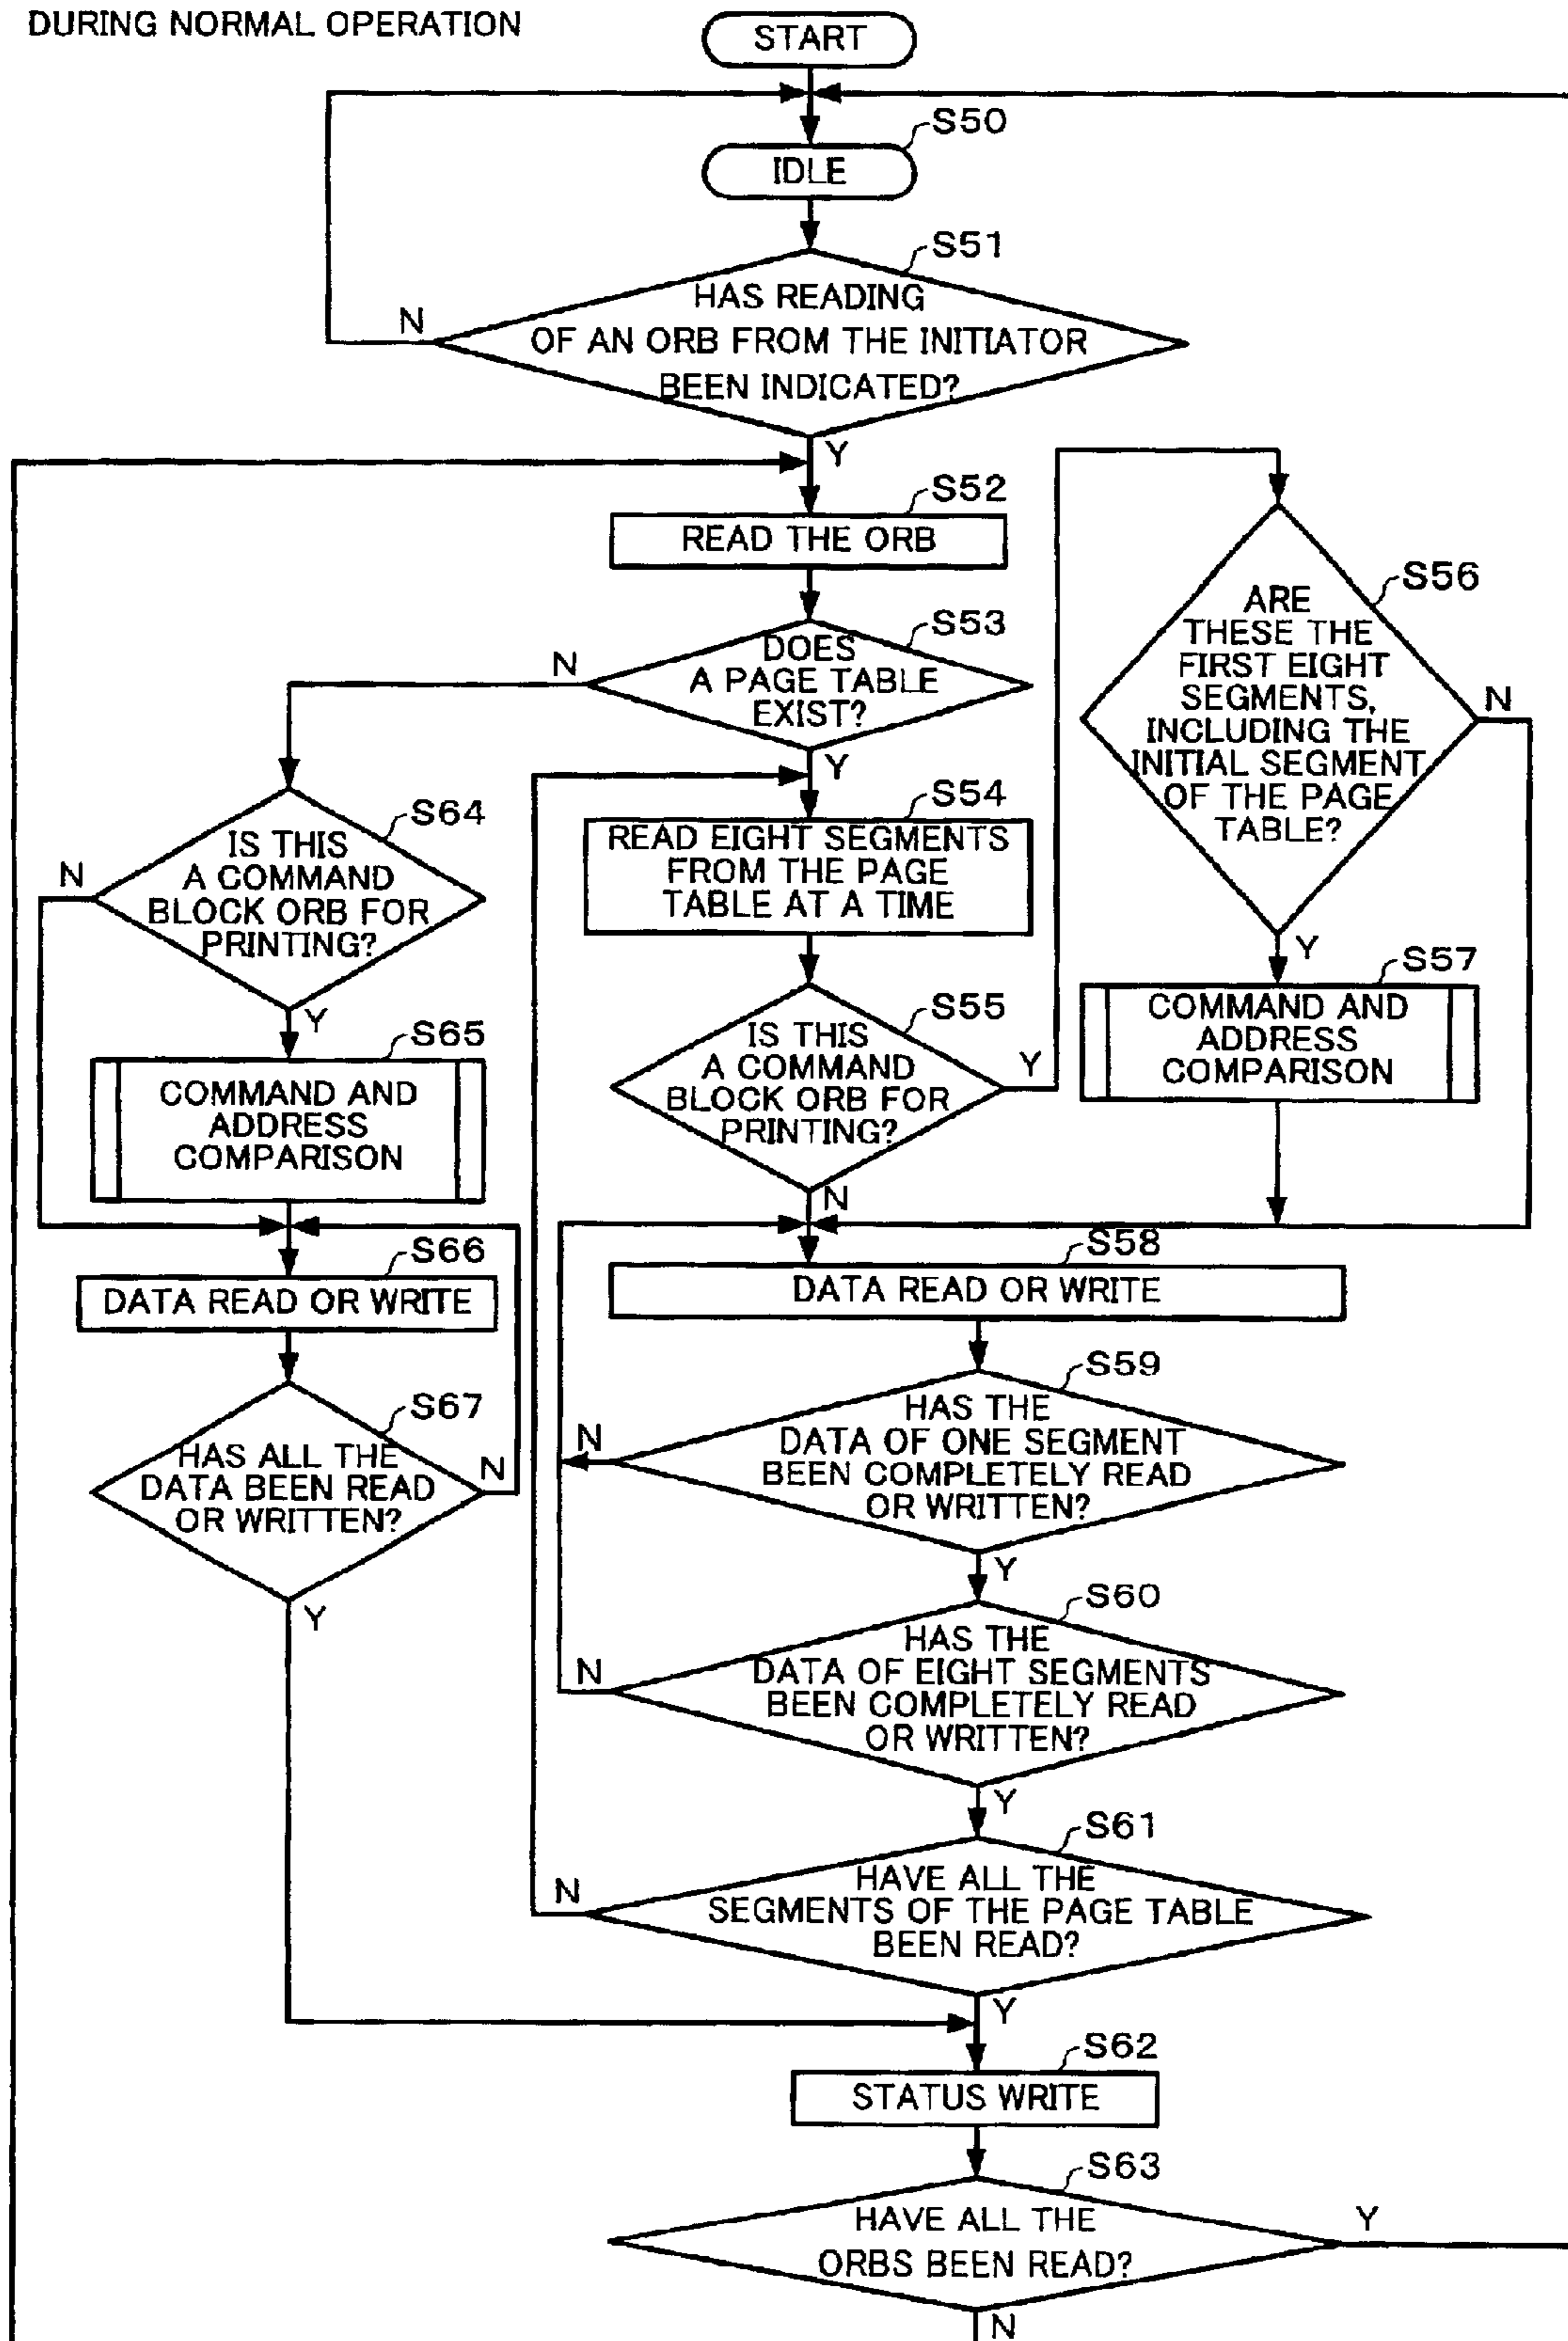 DURING NORMAL OPERATION
START
S50
IDLE
S51
HAS READING
OF AN ORB FROM THE INITIATOR
BEEN INDICATED?
N
Y
S52
READ THE ORB
S53
DOES
A PAGE TABLE
EXIST?
N
Y
S54
READ EIGHT SEGMENTS
FROM THE PAGE
TABLE AT A TIME
S55
IS THIS
A COMMAND
BLOCK ORB FOR
PRINTING?
Y
N
S56
ARE
THESE THE
FIRST EIGHT
SEGMENTS,
INCLUDING THE
INITIAL SEGMENT
OF THE PAGE
TABLE?
N
Y
S57
COMMAND AND
ADDRESS
COMPARISON
S64
IS THIS
A COMMAND
BLOCK ORB FOR
PRINTING?
N
Y
S65
COMMAND AND
ADDRESS
COMPARISON
S66
DATA READ OR WRITE
S67
HAS ALL THE
DATA BEEN READ
OR WRITTEN?
N
Y
S58
DATA READ OR WRITE
S59
HAS THE
DATA OF ONE SEGMENT
BEEN COMPLETELY READ
OR WRITTEN?
N
Y
S60
HAS THE
DATA OF EIGHT SEGMENTS
BEEN COMPLETELY READ
OR WRITTEN?
N
Y
S61
HAVE ALL THE
SEGMENTS OF THE PAGE TABLE
BEEN READ?
N
Y
S62
STATUS WRITE
S63
HAVE ALL THE
ORBS BEEN READ?
Y
N